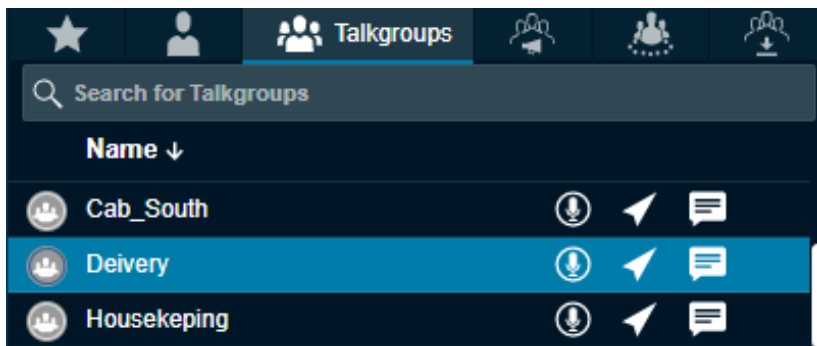 Talkgroups
Search for Talkgroups
Name ↓
Cab_South
Deivery
Housekeping